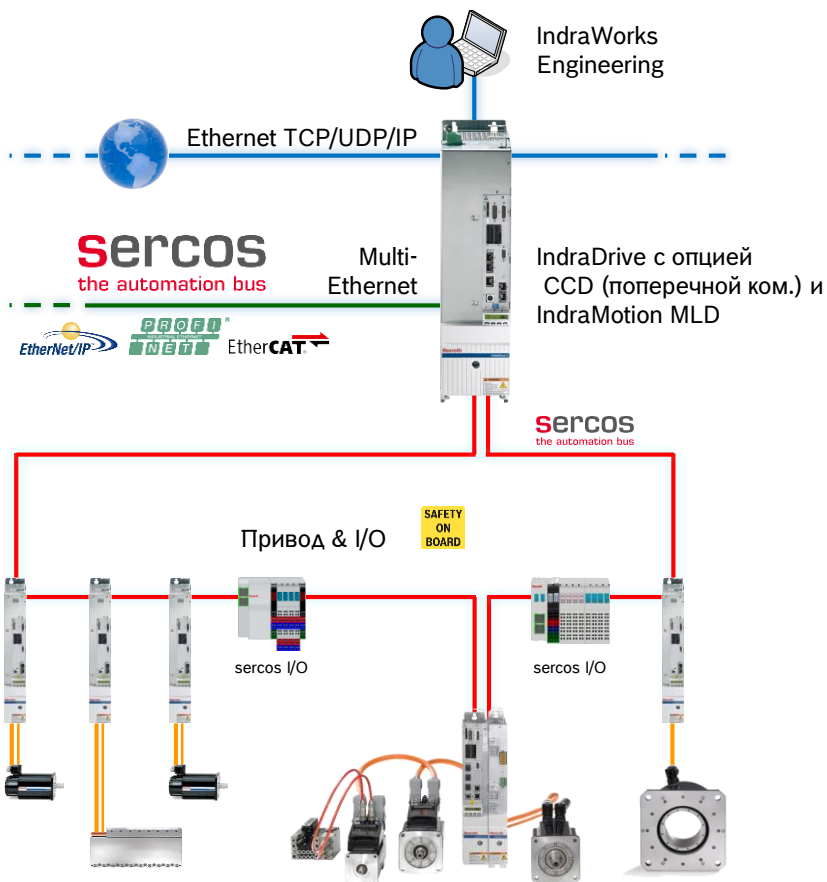 IndraWorks
Engineering
Ethernet TCP/UDP/IP
sercos
the automation bus
Multi-
Ethernet
IndraDrive с опцией
CCD (поперечной ком.) и
IndraMotion MLD
EtherNet/IP
PROFI
NET
EtherCAT
sercos
the automation bus
Привод & I/O
SAFETY
ON
BOARD
sercos I/O
sercos I/O